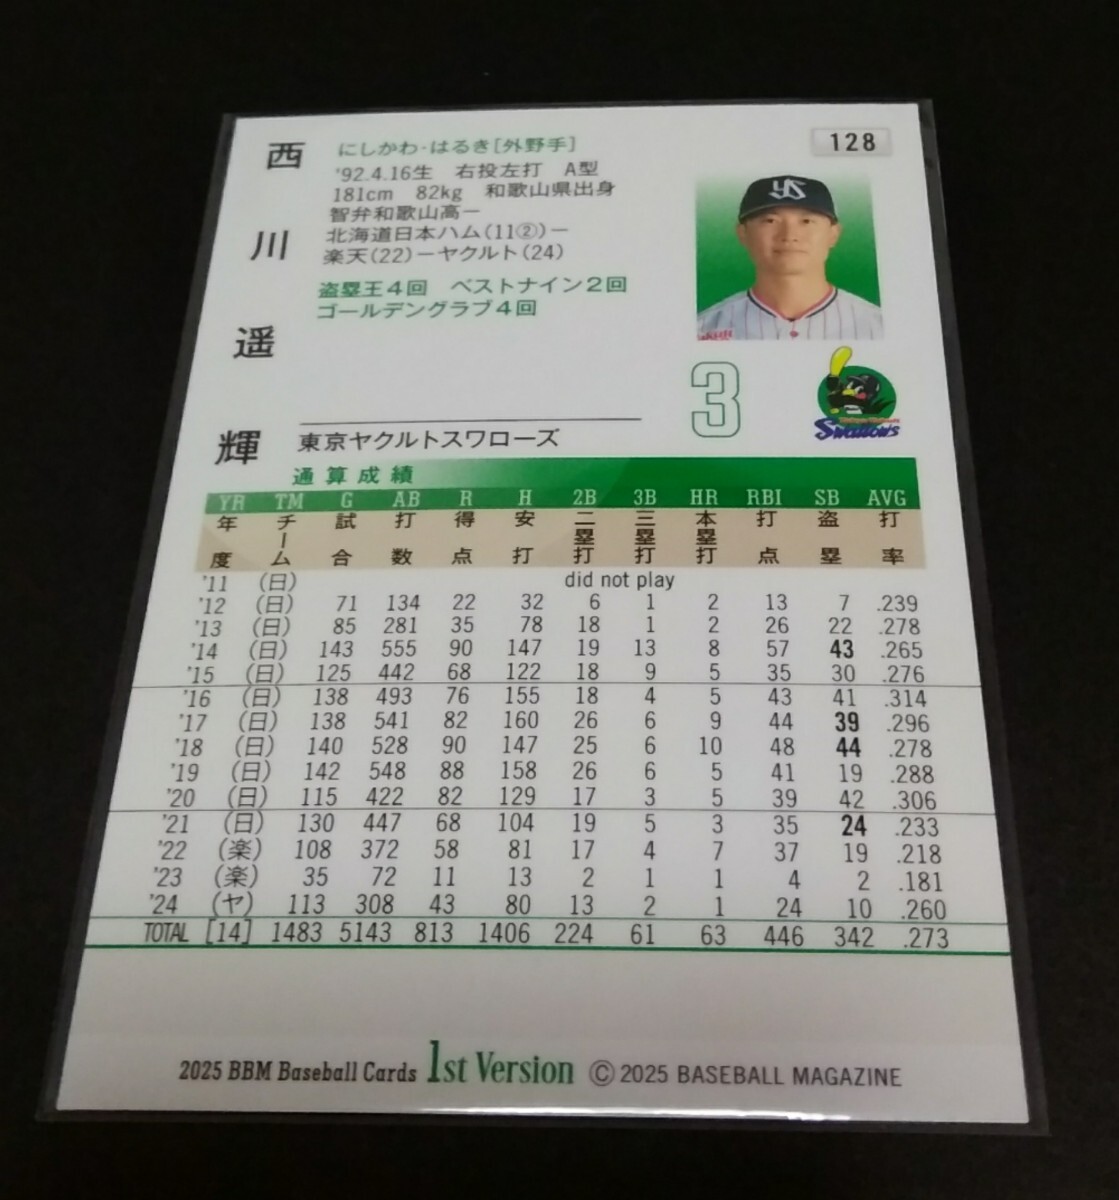 西川遥輝
にしかわ・はるき[外野手]
128
'92.4.16生 右投左打 A型
181cm 82kg 和歌山県出身
智弁和歌山高ー
北海道日本ハム(11②)ー
楽天(22)ーヤクルト(24)
盗塁王4回 ベストナイン2回
ゴールデングラブ4回
YS
3
Swallows
東京ヤクルトスワローズ
通算成績
YR TM G AB R H 2B 3B HR RBI SB AVG
年度 チーム 試合 打数 得点 安打 二塁打 三塁打 本塁打 打点 盗塁 打率
'11 (日) did not play
'12 (日) 71 134 22 32 6 1 2 13 7 .239
'13 (日) 85 281 35 78 18 1 2 26 22 .278
'14 (日) 143 555 90 147 19 13 8 57 43 .265
'15 (日) 125 442 68 122 18 9 5 35 30 .276
'16 (日) 138 493 76 155 18 4 5 43 41 .314
'17 (日) 138 541 82 160 26 6 9 44 39 .296
'18 (日) 140 528 90 147 25 6 10 48 44 .278
'19 (日) 142 548 88 158 26 6 5 41 19 .288
'20 (日) 115 422 82 129 17 3 5 39 42 .306
'21 (日) 130 447 68 104 19 5 3 35 24 .233
'22 (楽) 108 372 58 81 17 4 7 37 19 .218
'23 (楽) 35 72 11 13 2 1 1 4 2 .181
'24 (ヤ) 113 308 43 80 13 2 1 24 10 .260
TOTAL [14] 1483 5143 813 1406 224 61 63 446 342 .273
2025 BBM Baseball Cards 1st Version © 2025 BASEBALL MAGAZINE